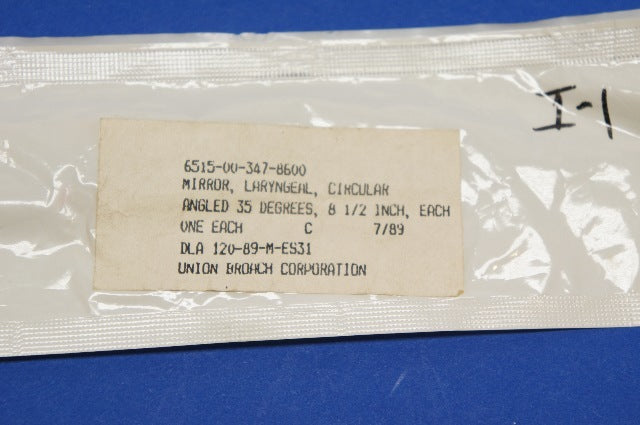 I-1
6515-00-347-8600
MIRROR, LARYNGEAL, CIRCULAR
ANGLED 35 DEGREES, 8 1/2 INCH, EACH
ONE EACH C 7/89
DLA 120-89-M-ES31
UNION BROACH CORPORATION